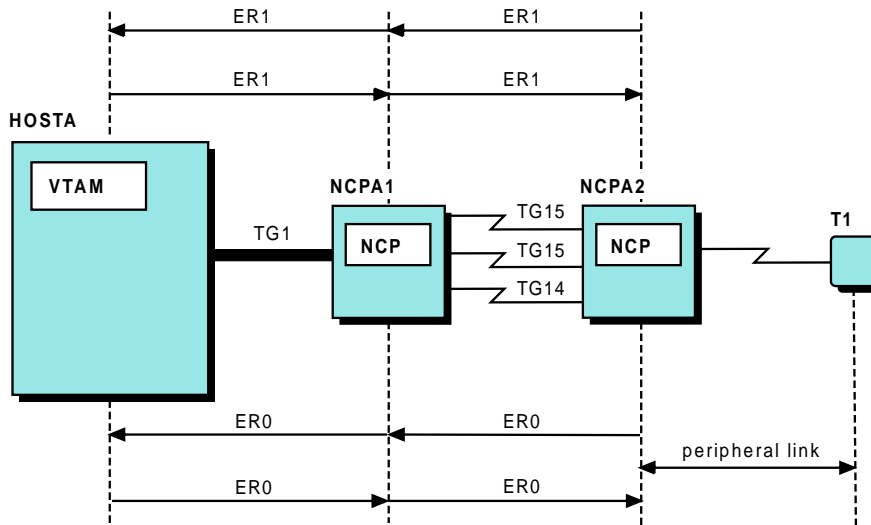 ER1 ER1
ER1 ER1
HOSTA
VTAM
NCPA1
NCPA2
T1
TG1
NCP
TG15
TG15
TG14
NCP
ER0 ER0
peripheral link
ER0 ER0